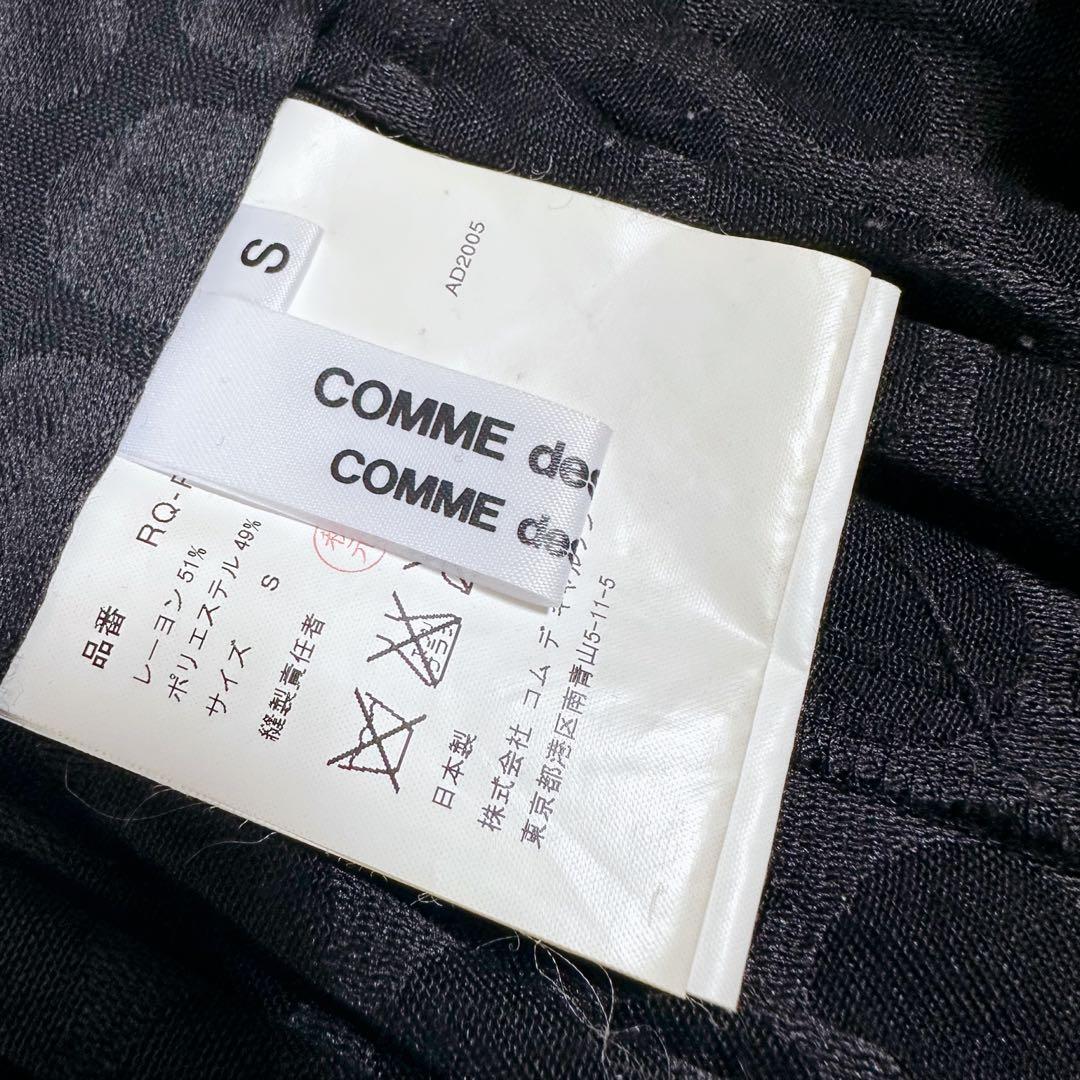 AD2005
S
COMME des
COMME des
品番 RQ-
レーヨン 51%
ポリエステル 49%
サイズ S
縫製責任者
日本製
株式会社 コム デ
東京都港区南青山5-11-5